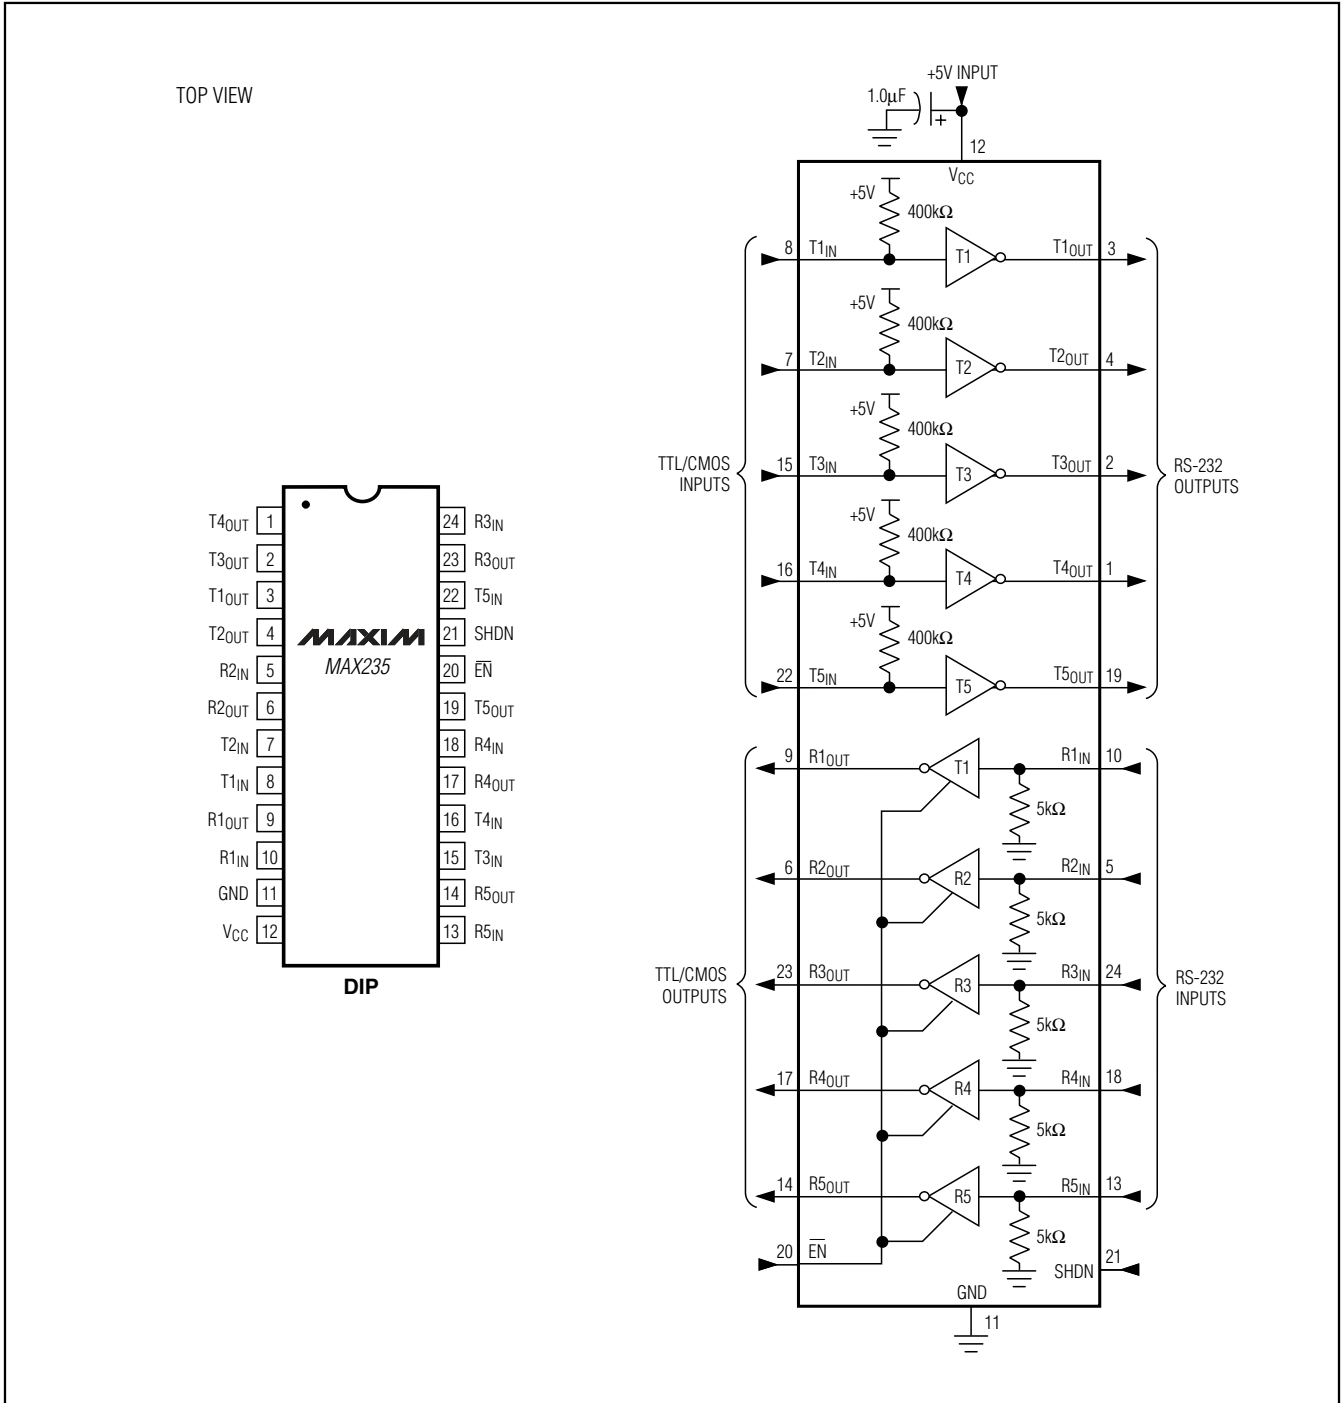 TOP VIEW
T4OUT 1
T3OUT 2
T1OUT 3
T2OUT 4
R2IN 5
R2OUT 6
T2IN 7
T1IN 8
R1OUT 9
R1IN 10
GND 11
VCC 12
24 R3IN
23 R3OUT
22 T5IN
21 SHDN
20 E̅N̅
19 T5OUT
18 R4IN
17 R4OUT
16 T4IN
15 T3IN
14 R5OUT
13 R5IN
MAXIM
MAX235
DIP
+5V INPUT
1.0μF
+
12
VCC
+5V
400kΩ
8 T1IN T1 T1OUT 3
+5V
400kΩ
7 T2IN T2 T2OUT 4
+5V
400kΩ
15 T3IN T3 T3OUT 2
+5V
400kΩ
16 T4IN T4 T4OUT 1
+5V
400kΩ
22 T5IN T5 T5OUT 19
TTL/CMOS
INPUTS
RS-232
OUTPUTS
9 R1OUT T1 R1IN 10
5kΩ
6 R2OUT R2 R2IN 5
5kΩ
23 R3OUT R3 R3IN 24
5kΩ
17 R4OUT R4 R4IN 18
5kΩ
14 R5OUT R5 R5IN 13
5kΩ
TTL/CMOS
OUTPUTS
RS-232
INPUTS
20 E̅N̅
SHDN 21
GND
11